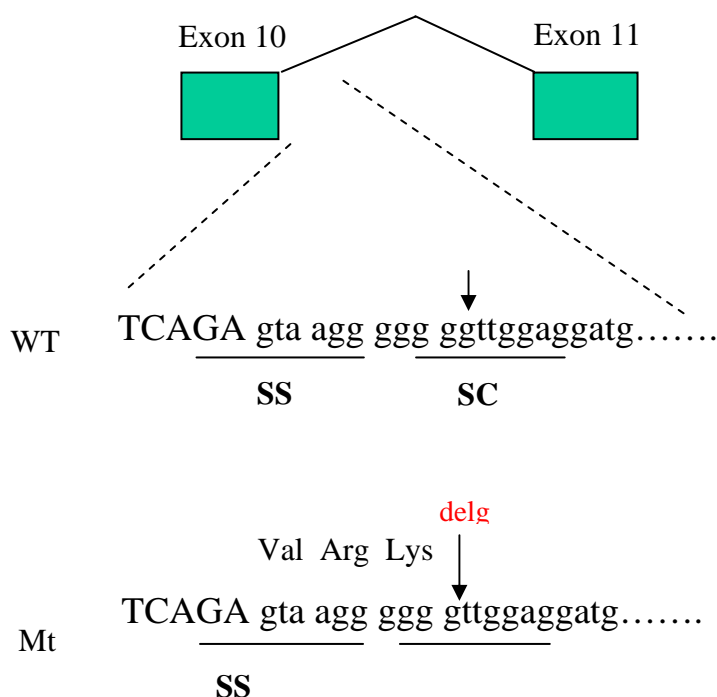 Exon 10 Exon 11
WT TCAGA gta agg ggg ggttggaggatg…….
SS SC
delg
Val Arg Lys
Mt TCAGA gta agg ggg gttggaggatg…….
SS